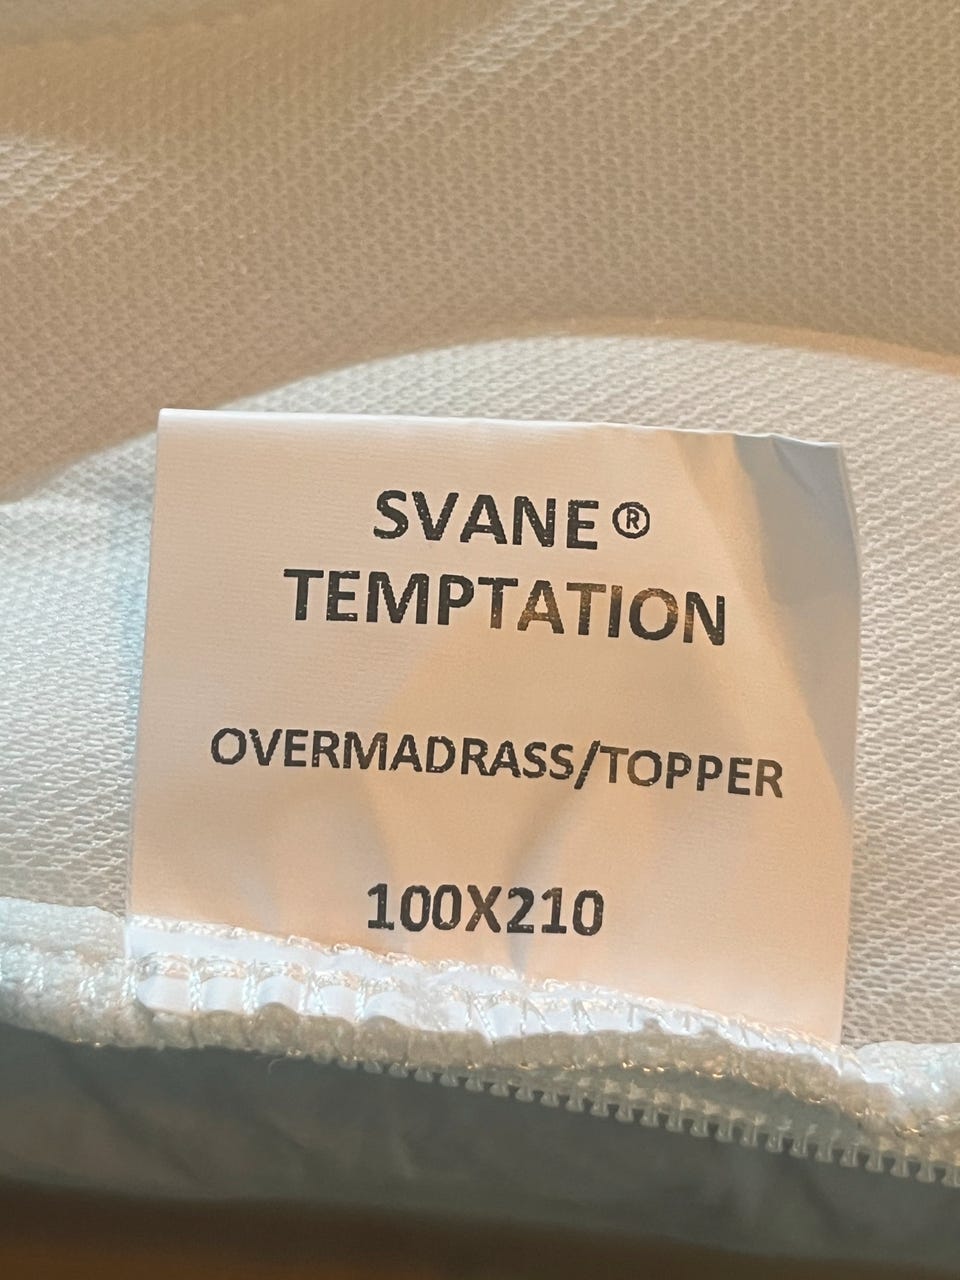 SVANE®
TEMPTATION
OVERMADRASS/TOPPER
100X210